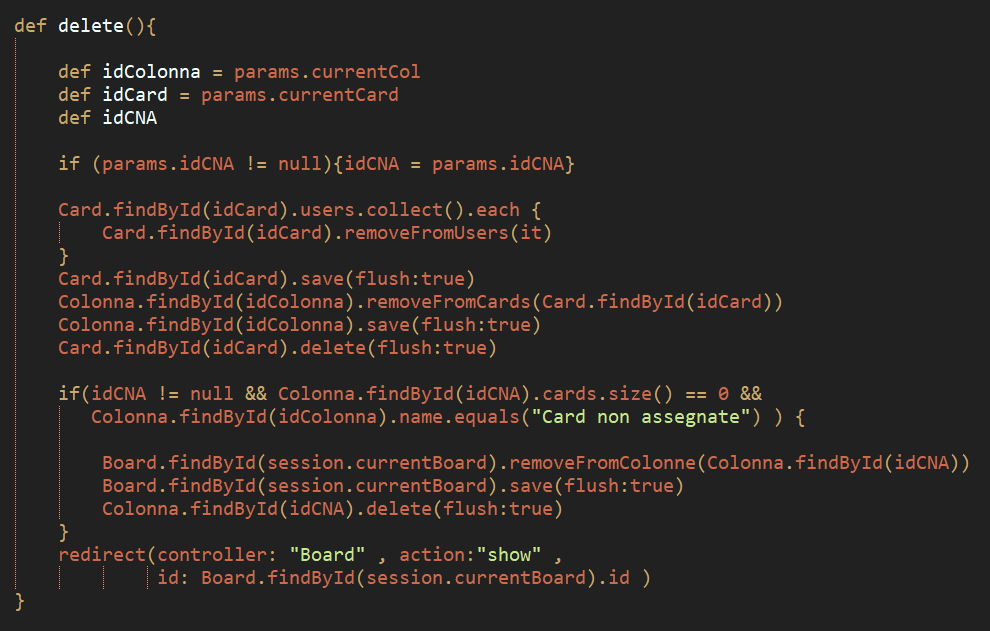 def delete(){
def idColonna = params.currentCol
def idCard = params.currentCard
def idCNA
if (params.idCNA != null){idCNA = params.idCNA}
Card.findById(idCard).users.collect().each {
Card.findById(idCard).removeFromUsers(it)
}
Card.findById(idCard).save(flush:true)
Colonna.findById(idColonna).removeFromCards(Card.findById(idCard))
Colonna.findById(idColonna).save(flush:true)
Card.findById(idCard).delete(flush:true)
if(idCNA != null && Colonna.findById(idCNA).cards.size() == 0 &&
Colonna.findById(idColonna).name.equals("Card non assegnate") ) {
Board.findById(session.currentBoard).removeFromColonne(Colonna.findById(idCNA))
Board.findById(session.currentBoard).save(flush:true)
Colonna.findById(idCNA).delete(flush:true)
}
redirect(controller: "Board" , action:"show" ,
id: Board.findById(session.currentBoard).id )
}